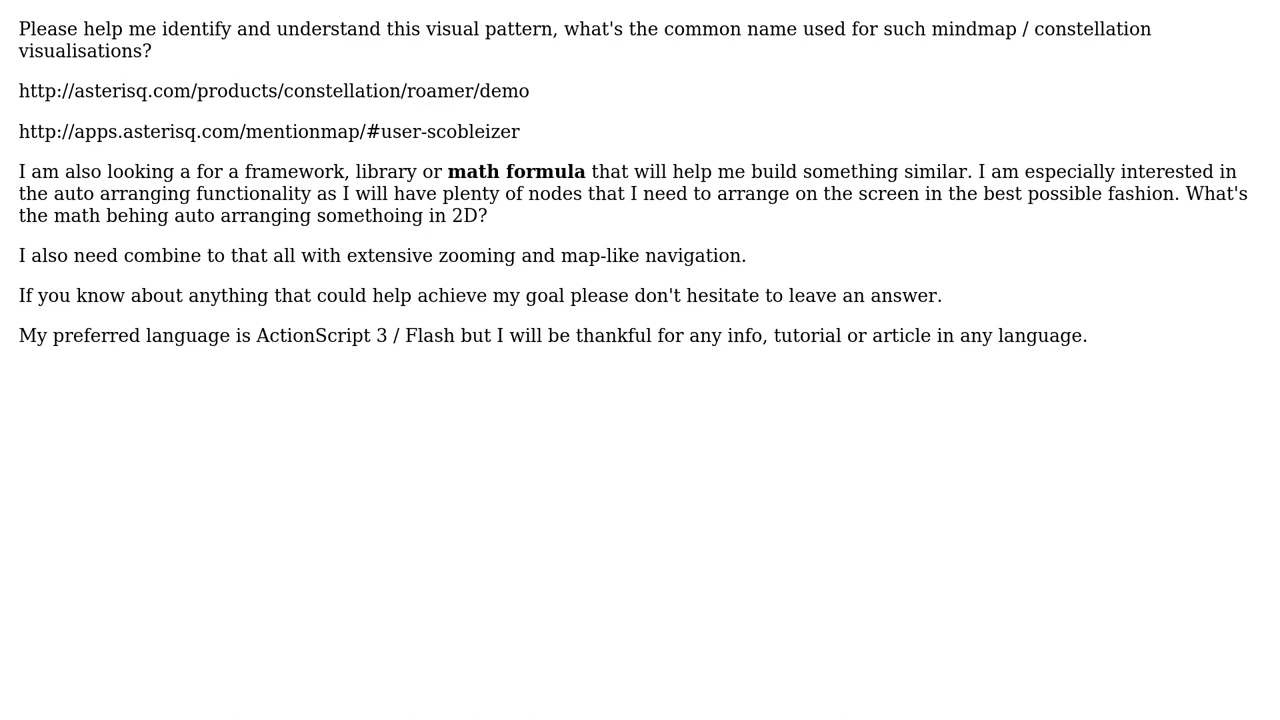 Please help me identify and understand this visual pattern, what's the common name used for such mindmap / constellation
visualisations?
http://asterisq.com/products/constellation/roamer/demo
http://apps.asterisq.com/mentionmap/#user-scobleizer
I am also looking a for a framework, library or math formula that will help me build something similar. I am especially interested in
the auto arranging functionality as I will have plenty of nodes that I need to arrange on the screen in the best possible fashion. What's
the math behing auto arranging somethoing in 2D?
I also need combine to that all with extensive zooming and map-like navigation.
If you know about anything that could help achieve my goal please don't hesitate to leave an answer.
My preferred language is ActionScript 3 / Flash but I will be thankful for any info, tutorial or article in any language.